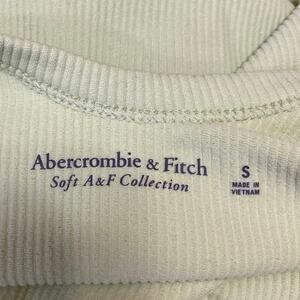 Abercrombie & Fitch
Soft A&F Collection
S
MADE IN
VIETNAM